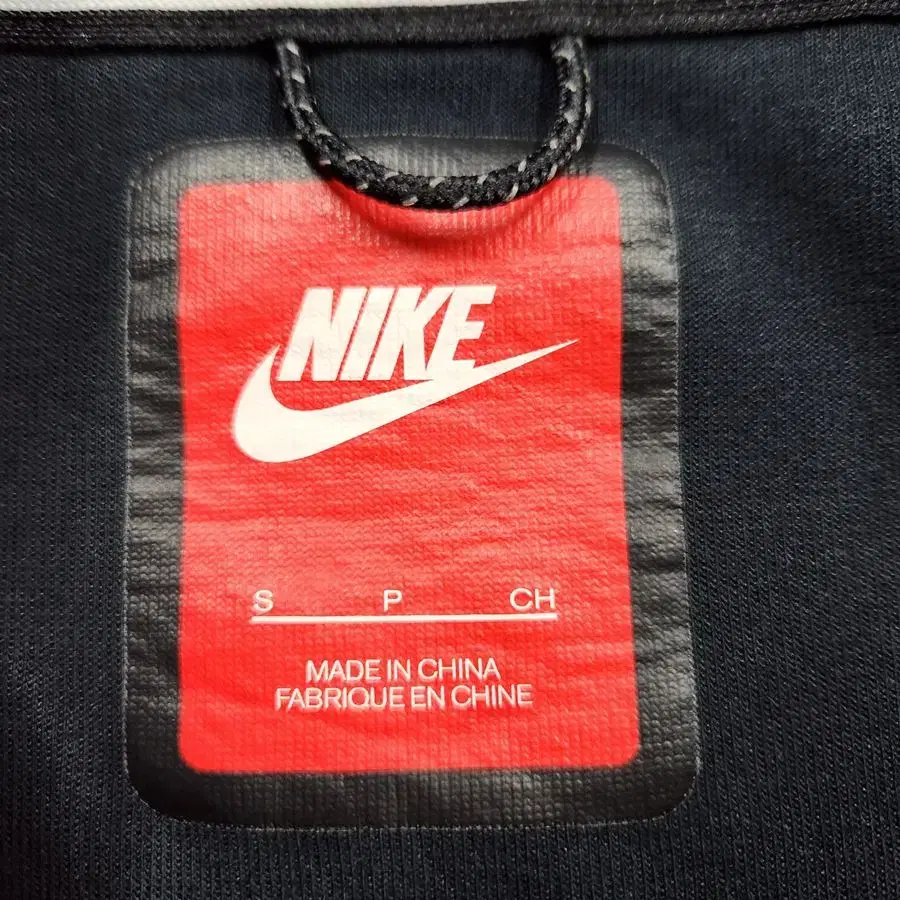 NIKE
S P CH
MADE IN CHINA
FABRIQUE EN CHINE